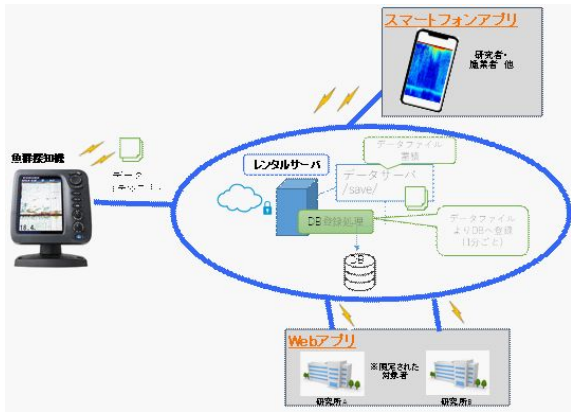 スマートフォンアプリ
研究者・
漁業者 他
魚群探知機
データ
レンタルサーバ
データファイル
蓄積
データサーバ
/save/
DB登録処理
データファイル
よりDBへ登録
(1分ごと)
DB
Webアプリ
※限定された
対象者
研究所A
研究所B